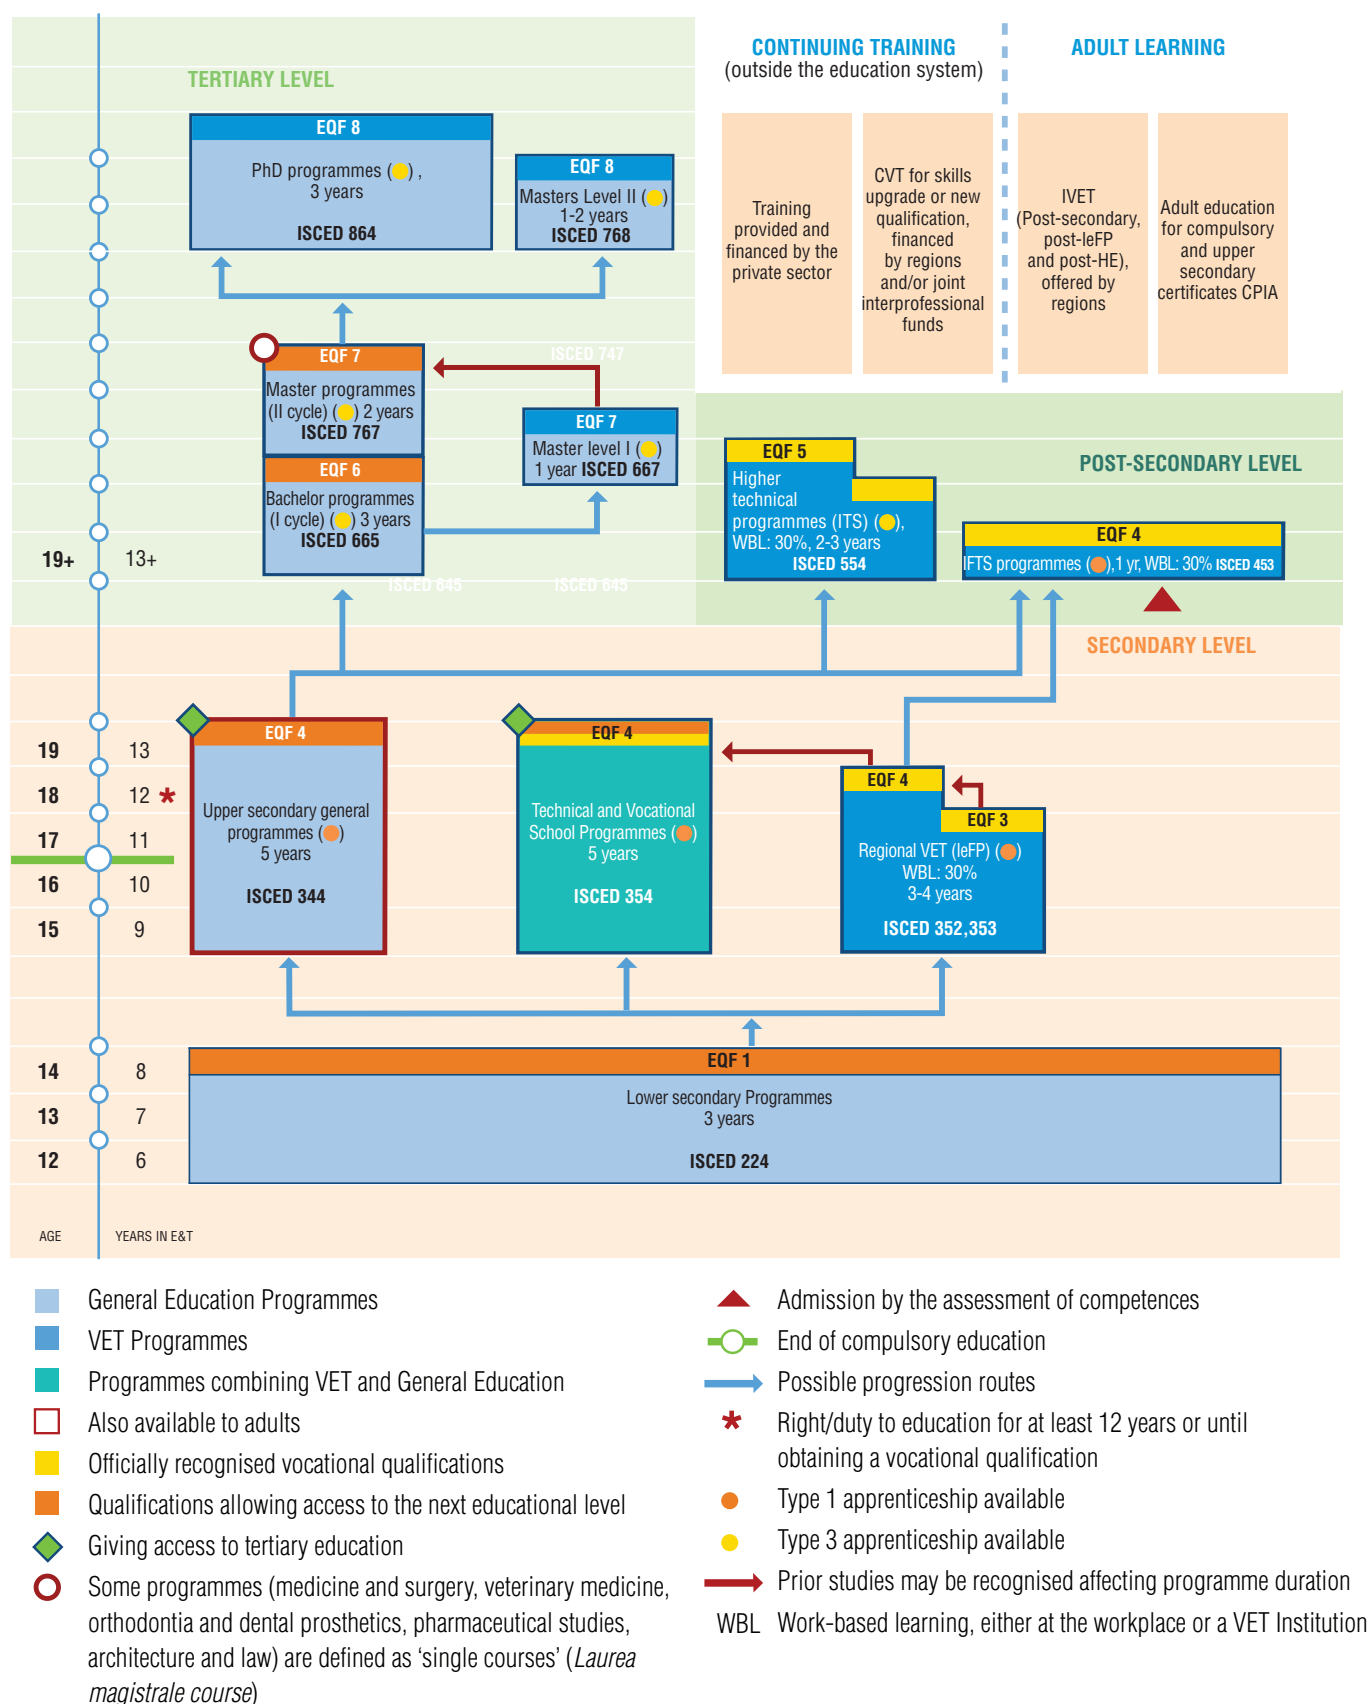 CONTINUING TRAINING
(outside the education system)
ADULT LEARNING
TERTIARY LEVEL
EQF 8
PhD programmes ( ) ,
3 years
ISCED 864
EQF 8
Masters Level II ( )
1-2 years
ISCED 768
Training
provided and
financed by the
private sector
CVT for skills
upgrade or new
qualification,
financed
by regions
and/or joint
interprofessional
funds
IVET
(Post-secondary,
post-leFP
and post-HE),
offered by
regions
Adult education
for compulsory
and upper
secondary
certificates CPIA
ISCED 747
EQF 7
Master programmes
(II cycle) ( ) 2 years
ISCED 767
EQF 7
Master level I ( )
1 year ISCED 667
EQF 6
Bachelor programmes
(I cycle) ( ) 3 years
ISCED 665
ISCED 645
ISCED 645
POST-SECONDARY LEVEL
EQF 5
Higher
technical
programmes (ITS) ( ),
WBL: 30%, 2-3 years
ISCED 554
EQF 4
IFTS programmes ( ),1 yr, WBL: 30% ISCED 453
19+ 13+
SECONDARY LEVEL
EQF 4
Upper secondary general
programmes ( )
5 years
ISCED 344
EQF 4
Technical and Vocational
School Programmes ( )
5 years
ISCED 354
EQF 4
EQF 3
Regional VET (leFP) ( )
WBL: 30%
3-4 years
ISCED 352,353
19 13
18 12 *
17 11
16 10
15 9
EQF 1
Lower secondary Programmes
3 years
ISCED 224
14 8
13 7
12 6
AGE YEARS IN E&T
General Education Programmes
VET Programmes
Programmes combining VET and General Education
Also available to adults
Officially recognised vocational qualifications
Qualifications allowing access to the next educational level
Giving access to tertiary education
Some programmes (medicine and surgery, veterinary medicine,
orthodontia and dental prosthetics, pharmaceutical studies,
architecture and law) are defined as ‘single courses’ (Laurea
magistrale course)
Admission by the assessment of competences
End of compulsory education
Possible progression routes
* Right/duty to education for at least 12 years or until
obtaining a vocational qualification
Type 1 apprenticeship available
Type 3 apprenticeship available
Prior studies may be recognised affecting programme duration
WBL Work-based learning, either at the workplace or a VET Institution